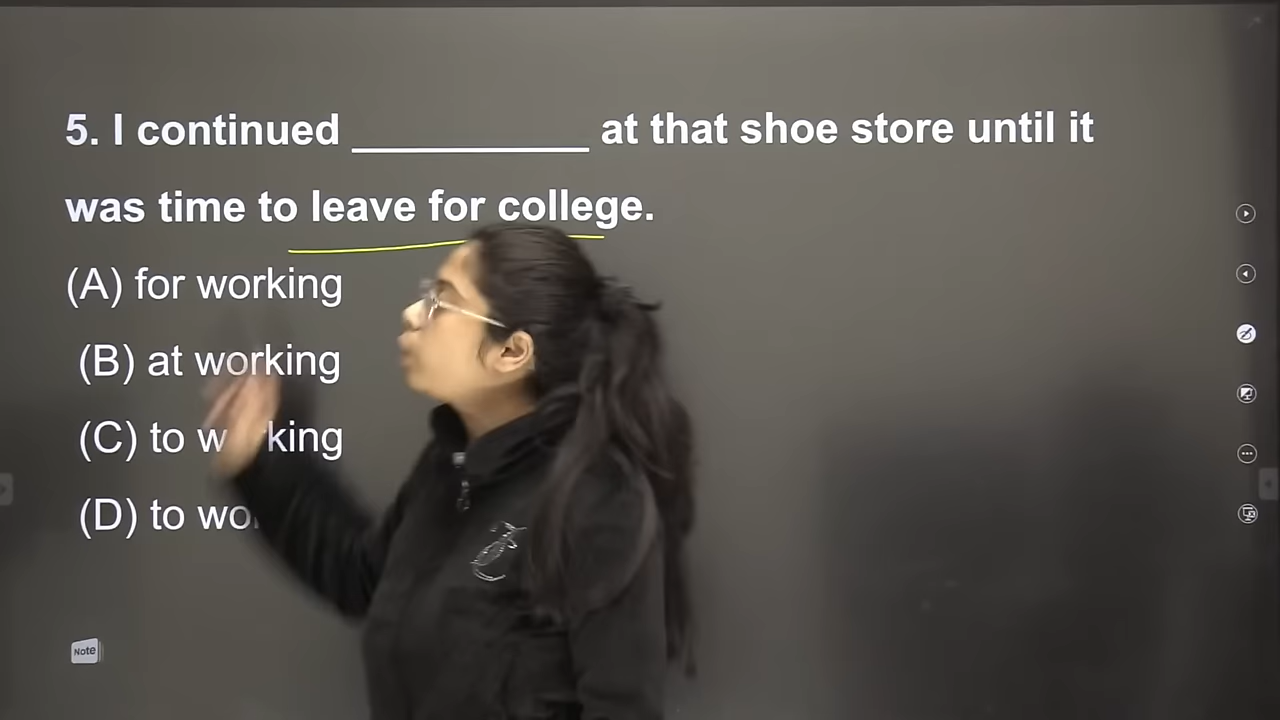 5. I continued __________ at that shoe store until it
was time to leave for college.
(A) for working
(B) at working
(C) to w king
(D) to wo
Note